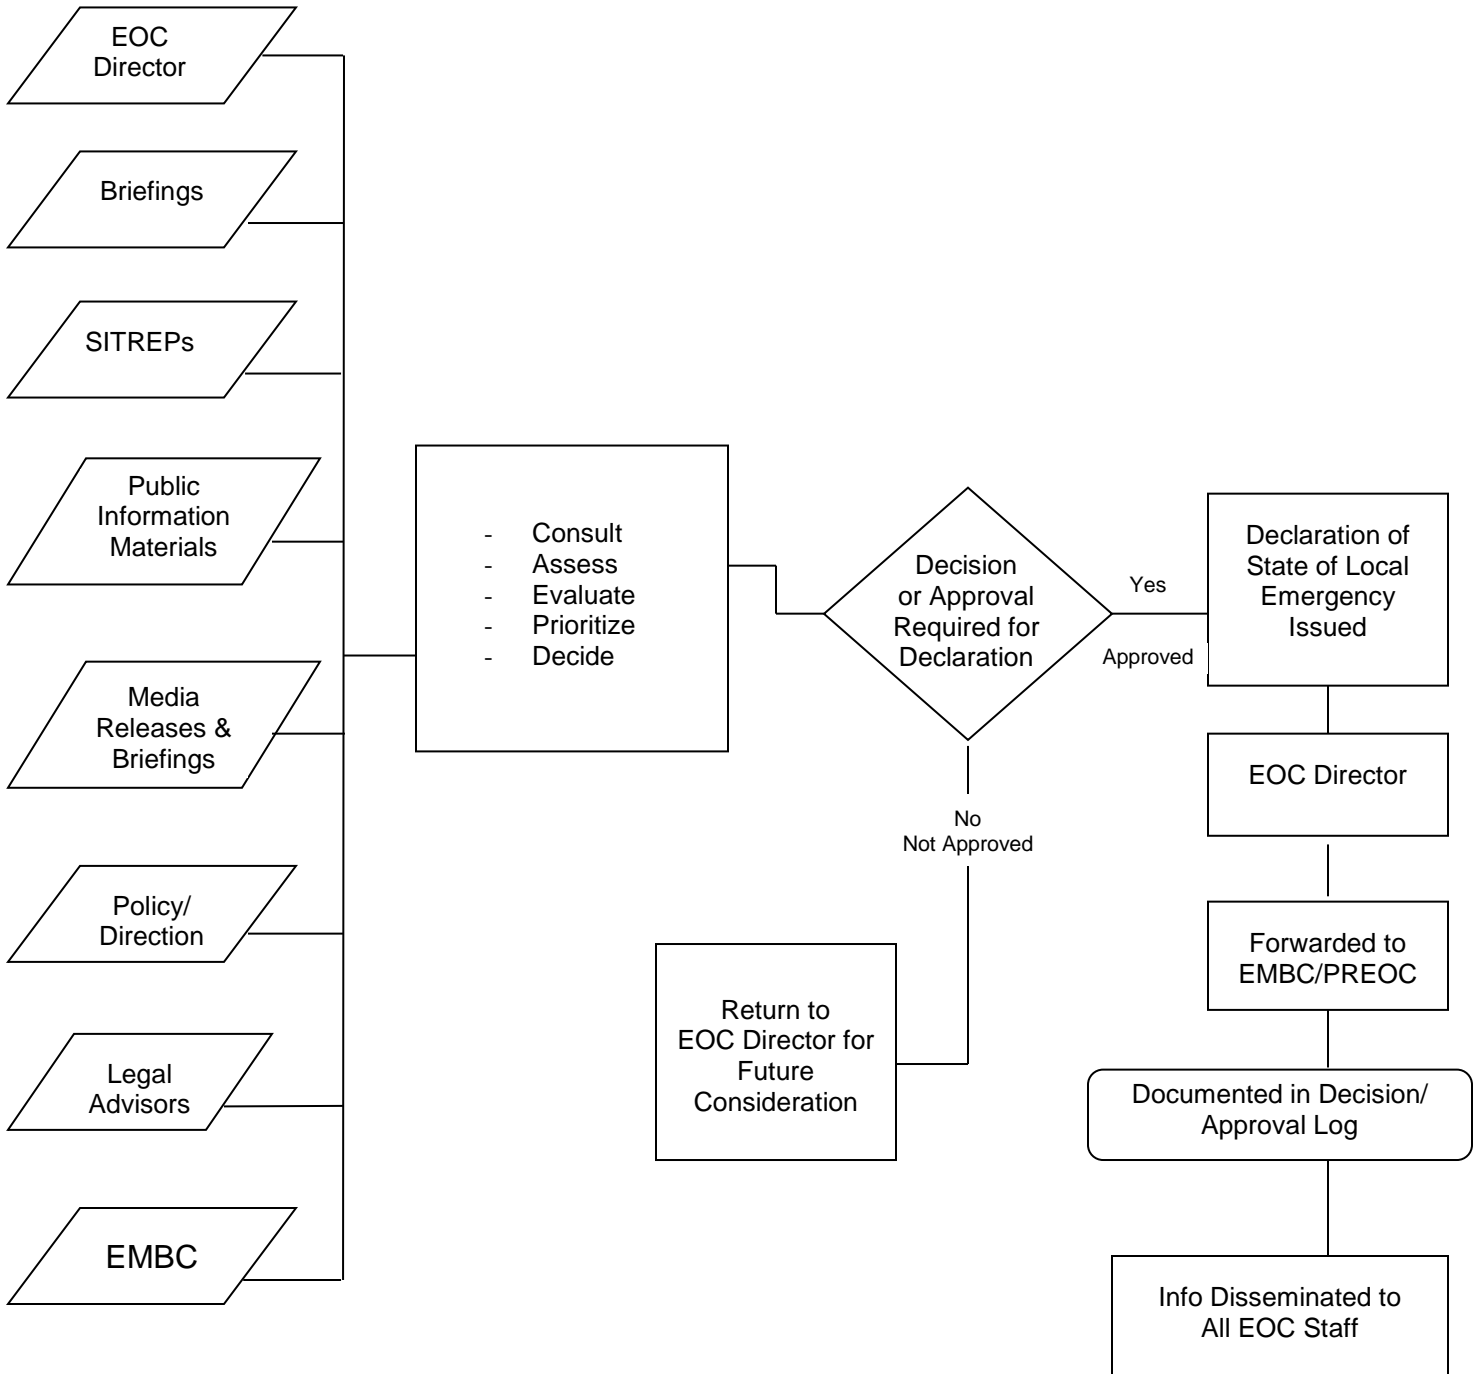 EOC
Director
Briefings
SITREPs
Public
Information
Materials
Media
Releases &
Briefings
Policy/
Direction
Legal
Advisors
EMBC
- Consult
- Assess
- Evaluate
- Prioritize
- Decide
Decision
or Approval
Required for
Declaration
Yes
Approved
No
Not Approved
Return to
EOC Director for
Future
Consideration
Declaration of
State of Local
Emergency
Issued
EOC Director
Forwarded to
EMBC/PREOC
Documented in Decision/
Approval Log
Info Disseminated to
All EOC Staff